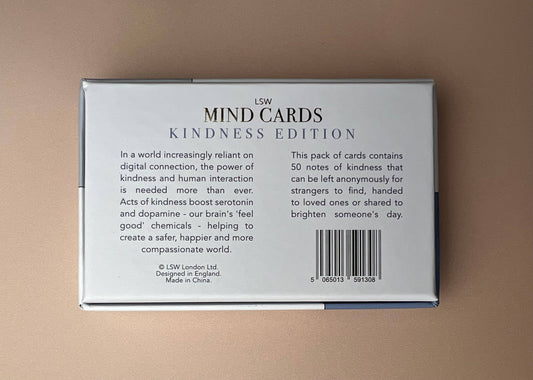 LSW
MIND CARDS
KINDNESS EDITION
In a world increasingly reliant on
digital connection, the power of
kindness and human interaction
is needed more than ever.
Acts of kindness boost serotonin
and dopamine - our brain's 'feel
good' chemicals - helping to
create a safer, happier and more
compassionate world.
© LSW London Ltd.
Designed in England.
Made in China.
This pack of cards contains
50 notes of kindness that
can be left anonymously for
strangers to find, handed
to loved ones or shared to
brighten someone's day.
5 065013 591308